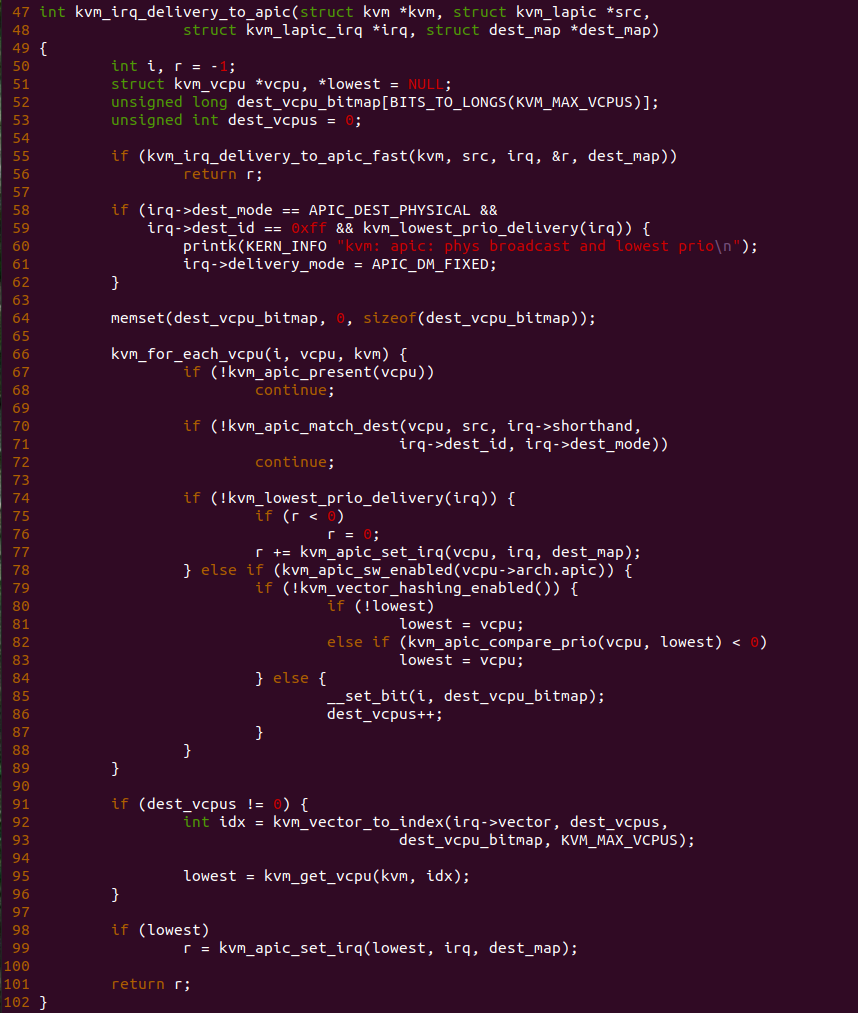 47 int kvm_irq_delivery_to_apic(struct kvm *kvm, struct kvm_lapic *src,
48                 struct kvm_lapic_irq *irq, struct dest_map *dest_map)
49 {
50         int i, r = -1;
51         struct kvm_vcpu *vcpu, *lowest = NULL;
52         unsigned long dest_vcpu_bitmap[BITS_TO_LONGS(KVM_MAX_VCPUS)];
53         unsigned int dest_vcpus = 0;
54
55         if (kvm_irq_delivery_to_apic_fast(kvm, src, irq, &r, dest_map))
56                 return r;
57
58         if (irq->dest_mode == APIC_DEST_PHYSICAL &&
59             irq->dest_id == 0xff && kvm_lowest_prio_delivery(irq)) {
60                 printk(KERN_INFO "kvm: apic: phys broadcast and lowest prio\n");
61                 irq->delivery_mode = APIC_DM_FIXED;
62         }
63
64         memset(dest_vcpu_bitmap, 0, sizeof(dest_vcpu_bitmap));
65
66         kvm_for_each_vcpu(i, vcpu, kvm) {
67                 if (!kvm_apic_present(vcpu))
68                         continue;
69
70                 if (!kvm_apic_match_dest(vcpu, src, irq->shorthand,
71                                         irq->dest_id, irq->dest_mode))
72                         continue;
73
74                 if (!kvm_lowest_prio_delivery(irq)) {
75                         if (r < 0)
76                                 r = 0;
77                         r += kvm_apic_set_irq(vcpu, irq, dest_map);
78                 } else if (kvm_apic_sw_enabled(vcpu->arch.apic)) {
79                         if (!kvm_vector_hashing_enabled()) {
80                                 if (!lowest)
81                                         lowest = vcpu;
82                                 else if (kvm_apic_compare_prio(vcpu, lowest) < 0)
83                                         lowest = vcpu;
84                         } else {
85                                 __set_bit(i, dest_vcpu_bitmap);
86                                 dest_vcpus++;
87                         }
88                 }
89         }
90
91         if (dest_vcpus != 0) {
92                 int idx = kvm_vector_to_index(irq->vector, dest_vcpus,
93                                         dest_vcpu_bitmap, KVM_MAX_VCPUS);
94
95                 lowest = kvm_get_vcpu(kvm, idx);
96         }
97
98         if (lowest)
99                 r = kvm_apic_set_irq(lowest, irq, dest_map);
100
101         return r;
102 }